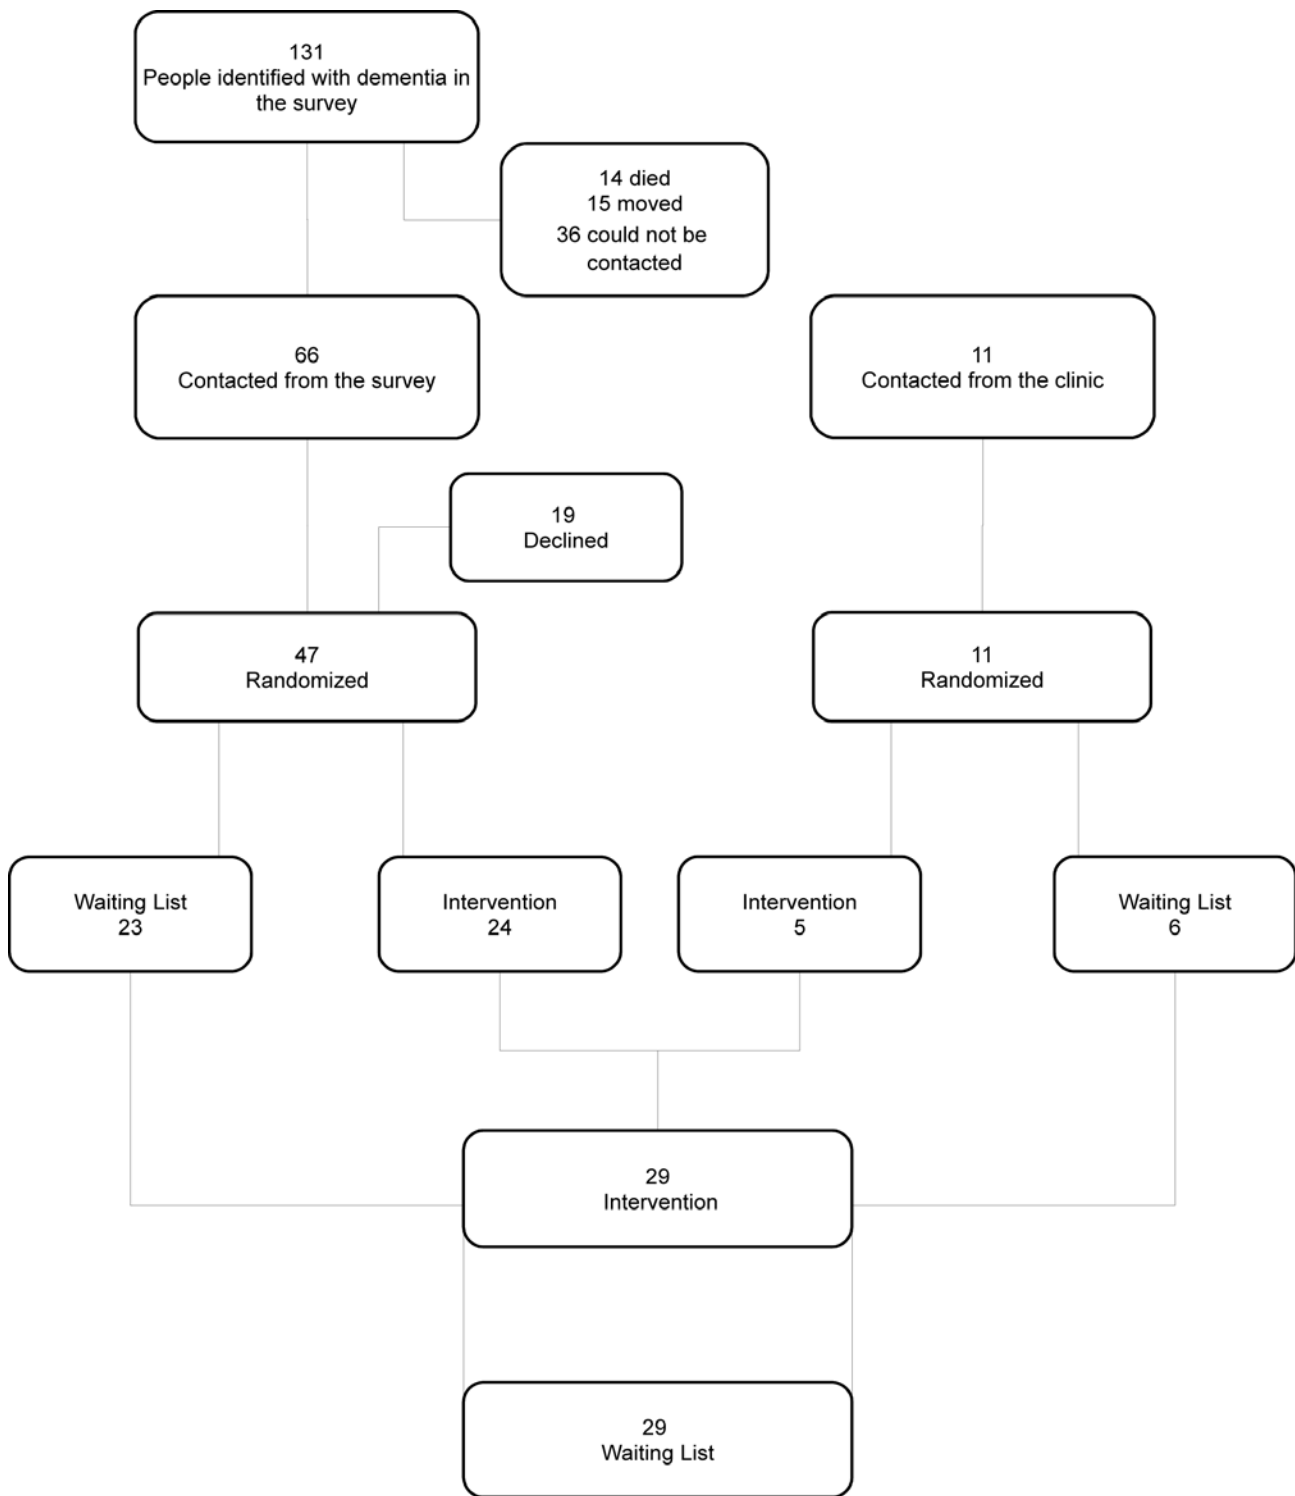 131
People identified with dementia in
the survey
14 died
15 moved
36 could not be
contacted
66
Contacted from the survey
11
Contacted from the clinic
19
Declined
47
Randomized
11
Randomized
Waiting List
23
Intervention
24
Intervention
5
Waiting List
6
29
Intervention
29
Waiting List